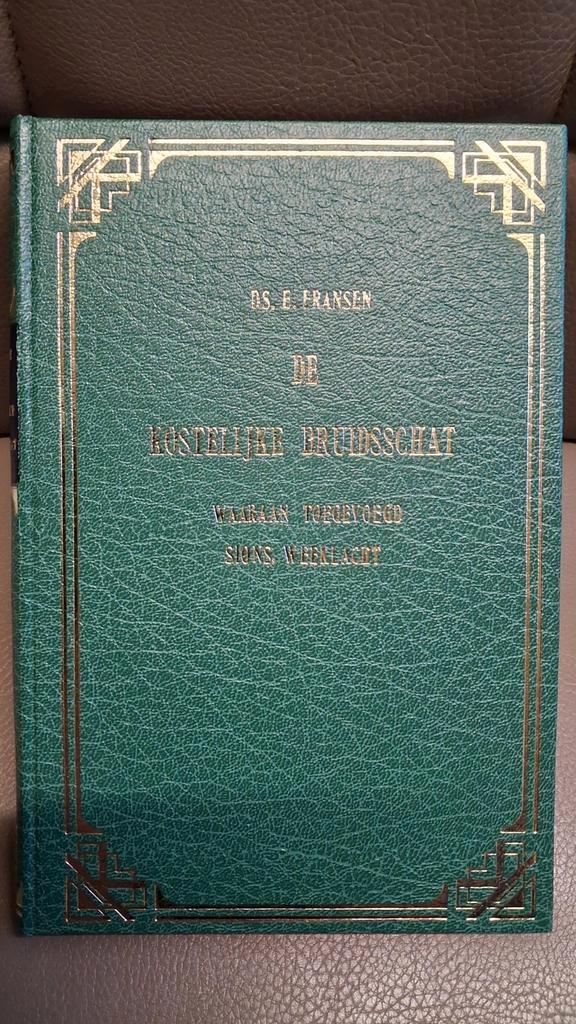 DS. E. FRANSEN
DE
KOSTELIJKE BRUIDSSCHAT
WAARAAN TOEGEVOEGD
SIONS WEEKLACHT